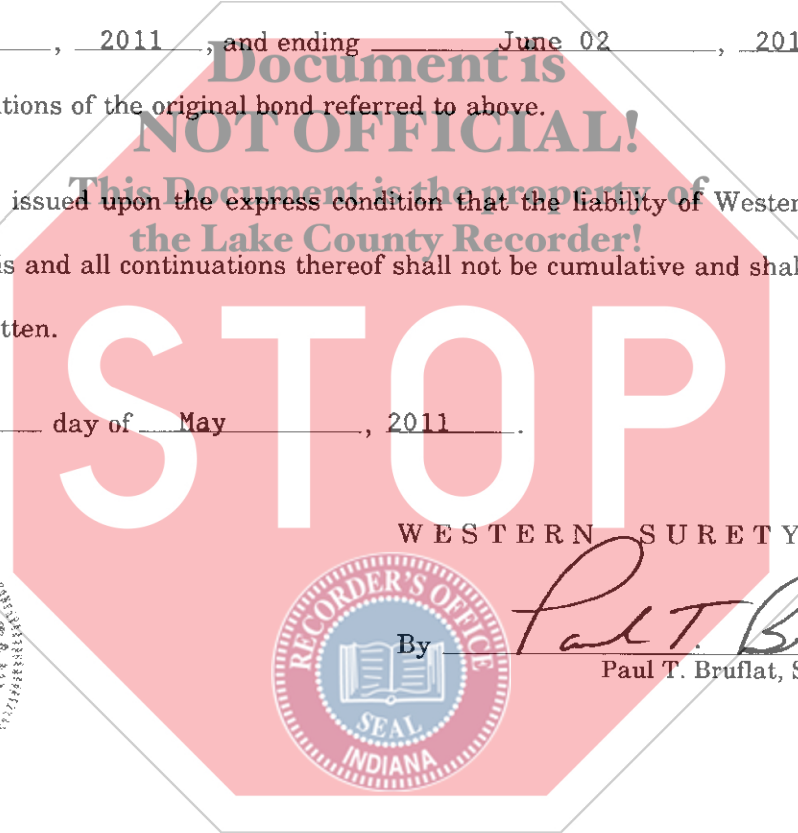 , 2011 , and ending June 02 , 201
Document is
tions of the original bond referred to above.
NOT OFFICIAL!
This Document is the property of
issued upon the express condition that the liability of Wester
the Lake County Recorder!
s and all continuations thereof shall not be cumulative and shal
tten.
STOP
day of May , 2011 .
WESTERN SURETY
RECORDER'S OFFICE
SEAL
INDIANA
By Paul T. B
Paul T. Bruflat, S